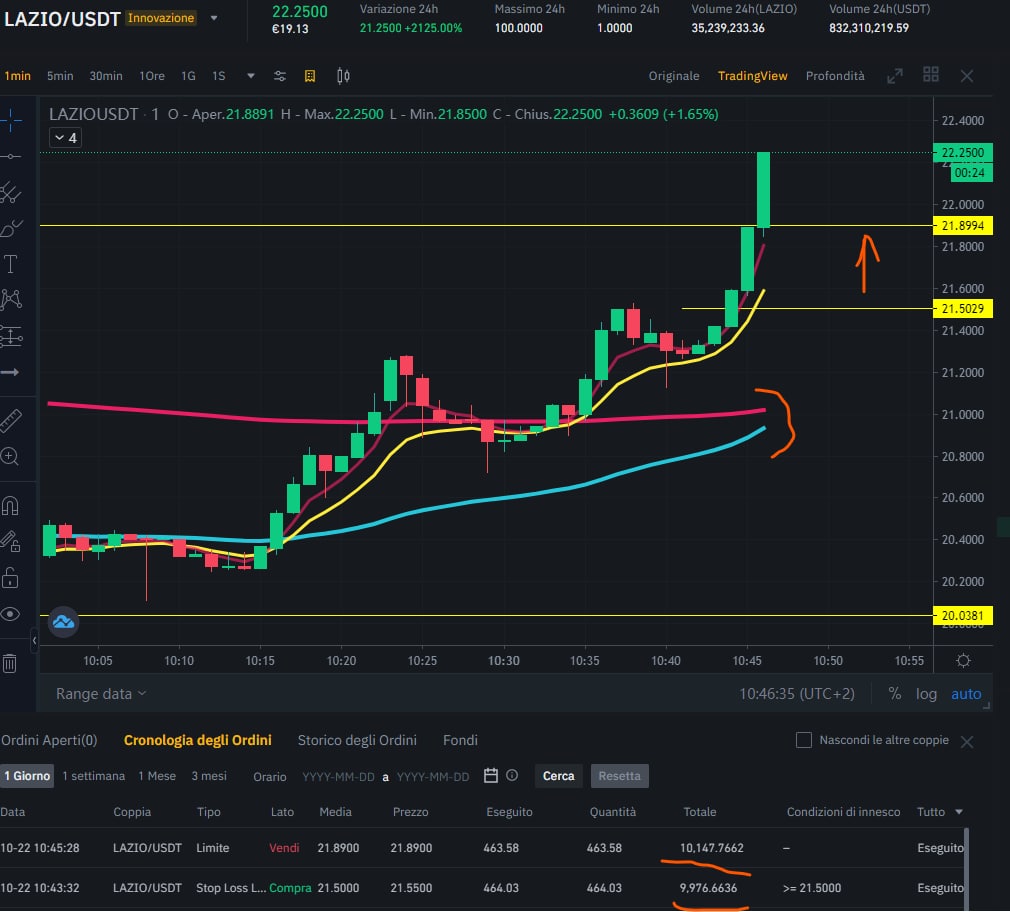 LAZIO/USDT Innovazione 22.2500 Variazione 24h Massimo 24h Minimo 24h Volume 24h(LAZIO) Volume 24h(USDT)
€19.13 21.2500 +2125.00% 100.0000 1.0000 35,239,233.36 832,310,219.59
1min 5min 30min 1Ore 1G 1S Originale TradingView Profondità
LAZIOUSDT · 1 O - Aper.21.8891 H - Max.22.2500 L - Min.21.8500 C - Chius.22.2500 +0.3609 (+1.65%)
4
22.4000
22.2500
00:24
22.0000
21.8994
21.8000
21.6000
21.5029
21.4000
21.2000
21.0000
20.8000
20.6000
20.4000
20.2000
20.0381
10:05 10:10 10:15 10:20 10:25 10:30 10:35 10:40 10:45 10:50 10:55
Range data 10:46:35 (UTC+2) % log auto
Ordini Aperti(0) Cronologia degli Ordini Storico degli Ordini Fondi Nascondi le altre coppie
1 Giorno 1 settimana 1 Mese 3 mesi Orario YYYY-MM-DD a YYYY-MM-DD Cerca Resetta
Data Coppia Tipo Lato Media Prezzo Eseguito Quantità Totale Condizioni di innesco Tutto
10-22 10:45:28 LAZIO/USDT Limite Vendi 21.8900 21.8900 463.58 463.58 10,147.7662 – Eseguito
10-22 10:43:32 LAZIO/USDT Stop Loss L... Compra 21.5000 21.5500 464.03 464.03 9,976.6636 >= 21.5000 Eseguito